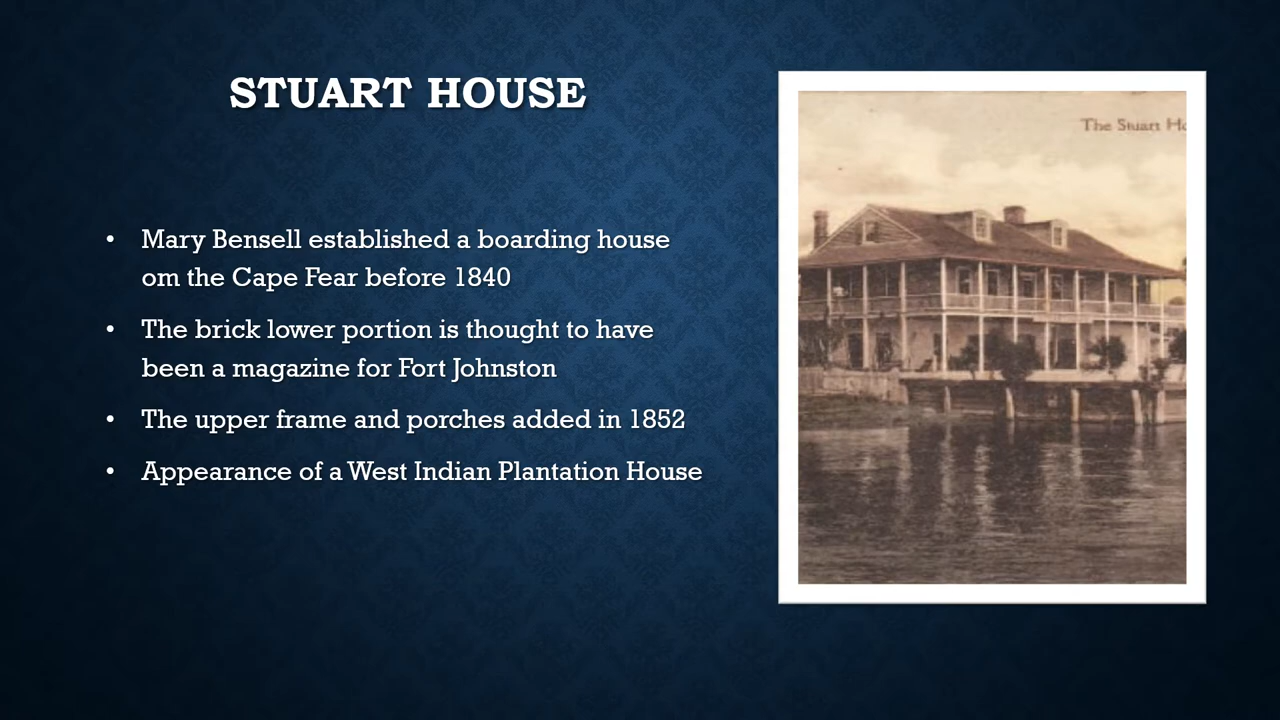 STUART HOUSE
The Stuart Ho
• Mary Bensell established a boarding house
om the Cape Fear before 1840
• The brick lower portion is thought to have
been a magazine for Fort Johnston
• The upper frame and porches added in 1852
• Appearance of a West Indian Plantation House